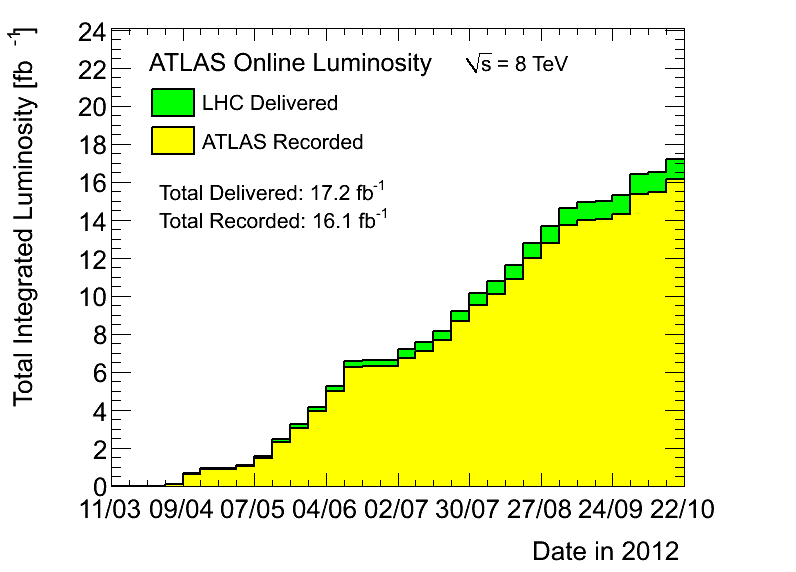 Total Integrated Luminosity [fb⁻¹]
24
22
20
18
16
14
12
10
8
6
4
2
0
ATLAS Online Luminosity √s = 8 TeV
LHC Delivered
ATLAS Recorded
Total Delivered: 17.2 fb⁻¹
Total Recorded: 16.1 fb⁻¹
11/03 09/04 07/05 04/06 02/07 30/07 27/08 24/09 22/10
Date in 2012